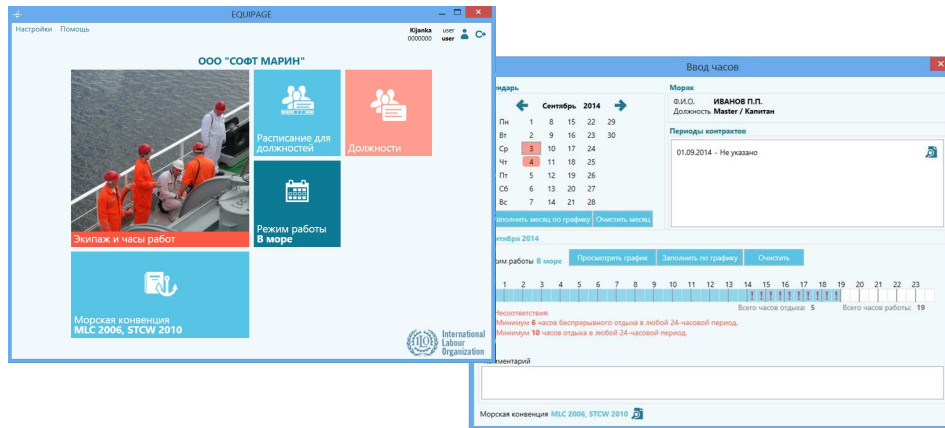 EQUIPAGE
Настройки Помощь
Kijanka user
0000000 user
ООО "СОФТ МАРИН"
Расписание для
должностей
Должности
Экипаж и часы работ
Режим работы
В море
Морская конвенция
MLC 2006, STCW 2010
International
Labour
Organization
Ввод часов
Сентябрь 2014
Пн 1 8 15 22 29
Вт 2 9 16 23 30
Ср 3 10 17 24
Чт 4 11 18 25
Пт 5 12 19 26
Сб 6 13 20 27
Вс 7 14 21 28
месяц по графику Очистить месяц
Моряк
Ф.И.О. ИВАНОВ П.П.
Должность Master / Капитан
Периоды контрактов
01.09.2014 - Не указано
2014
работы В море Просмотреть график Заполнить по графику Очистить
1 2 3 4 5 6 7 8 9 10 11 12 13 14 15 16 17 18 19 20 21 22 23
! ! ! ! ! ! ! ! ! !
Всего часов отдыха: 5 Всего часов работы: 19
Несоответствия:
Минимум 6 часов беспрерывного отдыха в любой 24-часовой период.
Минимум 10 часов отдыха в любой 24-часовой период.
Морская конвенция MLC 2006, STCW 2010